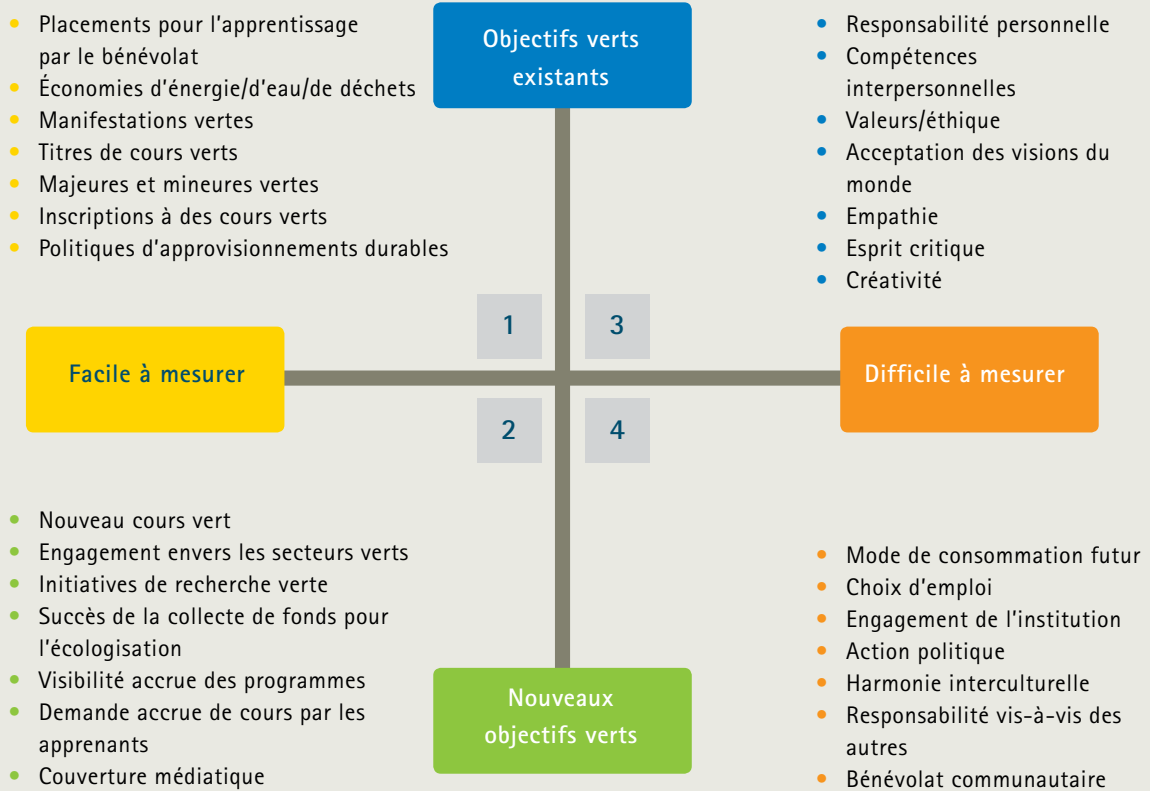 • Placements pour l'apprentissage
par le bénévolat
• Économies d'énergie/d'eau/de déchets
• Manifestations vertes
• Titres de cours verts
• Majeures et mineures vertes
• Inscriptions à des cours verts
• Politiques d'approvisionnements durables
Objectifs verts
existants
• Responsabilité personnelle
• Compétences
interpersonnelles
• Valeurs/éthique
• Acceptation des visions du
monde
• Empathie
• Esprit critique
• Créativité
1
3
Facile à mesurer
Difficile à mesurer
2
4
• Nouveau cours vert
• Engagement envers les secteurs verts
• Initiatives de recherche verte
• Succès de la collecte de fonds pour
l'écologisation
• Visibilité accrue des programmes
• Demande accrue de cours par les
apprenants
• Couverture médiatique
Nouveaux
objectifs verts
• Mode de consommation futur
• Choix d'emploi
• Engagement de l'institution
• Action politique
• Harmonie interculturelle
• Responsabilité vis-à-vis des
autres
• Bénévolat communautaire